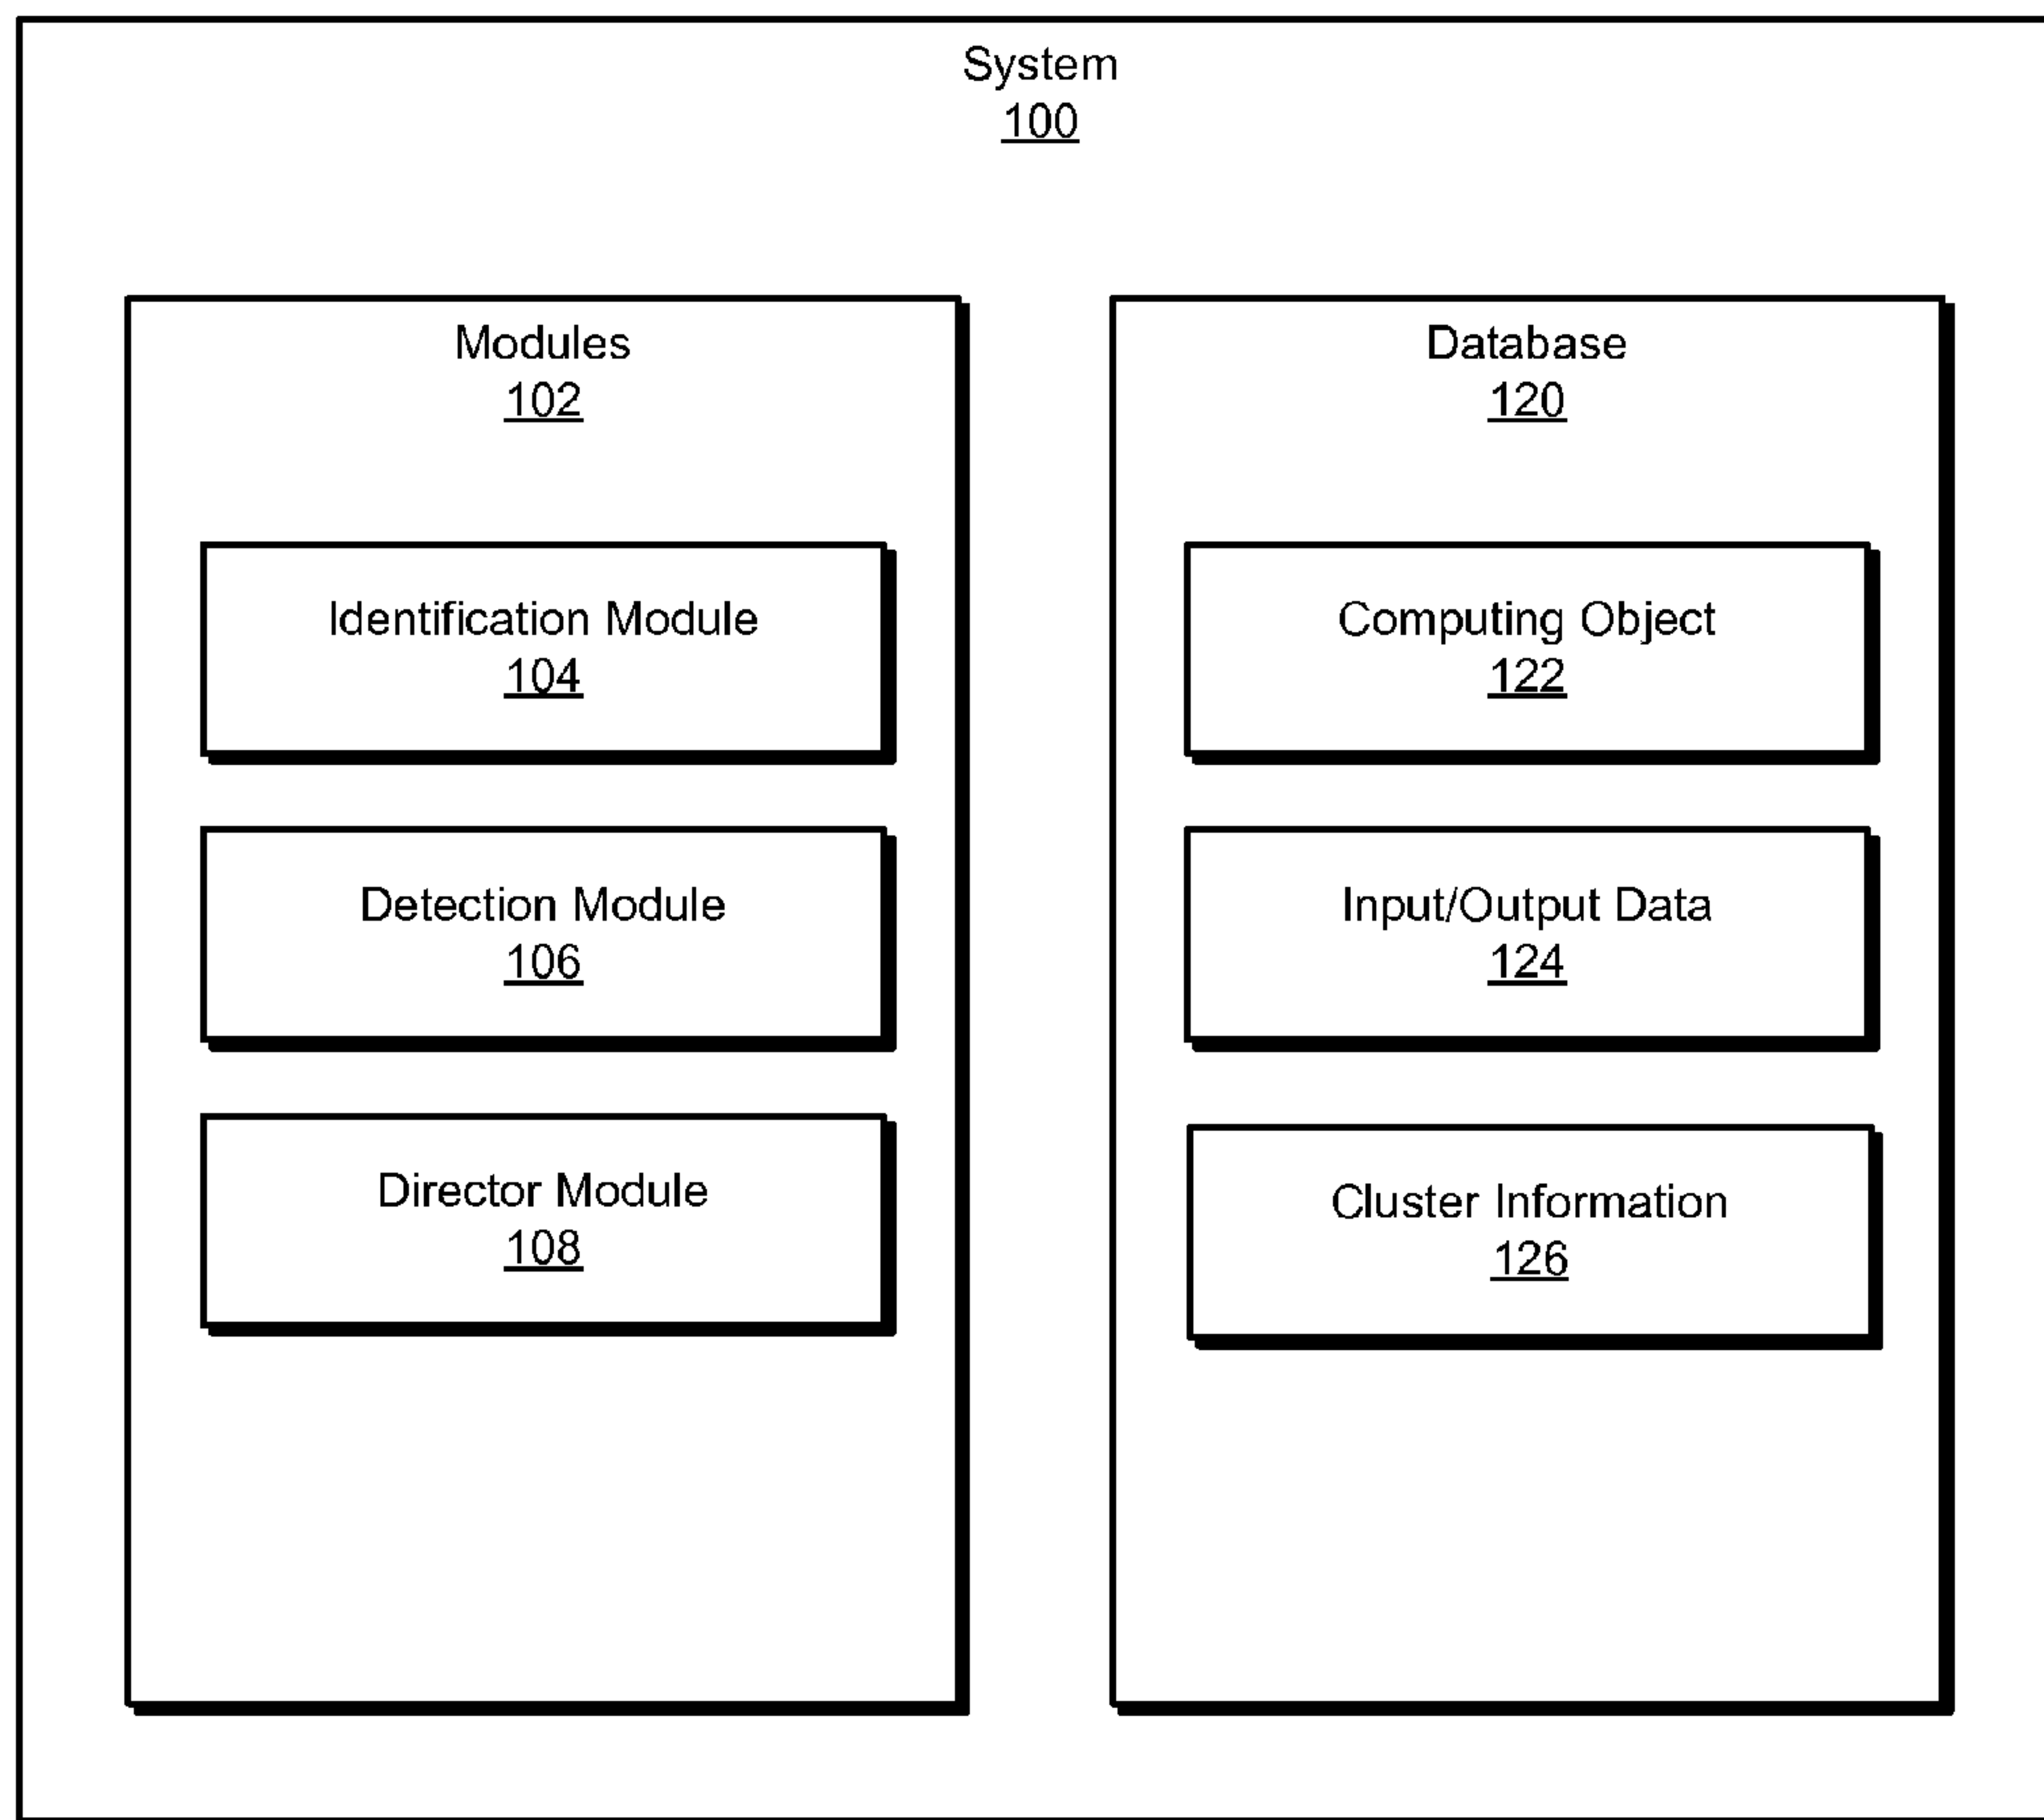 System
100
Modules
102
Identification Module
104
Detection Module
106
Director Module
108
Database
120
Computing Object
122
Input/Output Data
124
Cluster Information
126